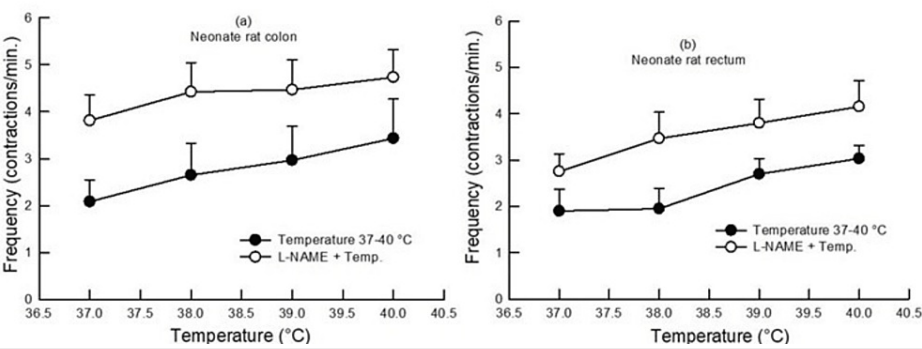 (a)
Neonate rat colon
Frequency (contractions/min.)
6
5
4
3
2
1
0
Temperature 37-40 °C
L-NAME + Temp.
36.5 37.0 37.5 38.0 38.5 39.0 39.5 40.0 40.5
Temperature (°C)
(b)
Neonate rat rectum
Frequency (contractions/min.)
6
5
4
3
2
1
0
Temperature 37-40 °C
L-NAME + Temp.
36.5 37.0 37.5 38.0 38.5 39.0 39.5 40.0 40.5
Temperature (°C)